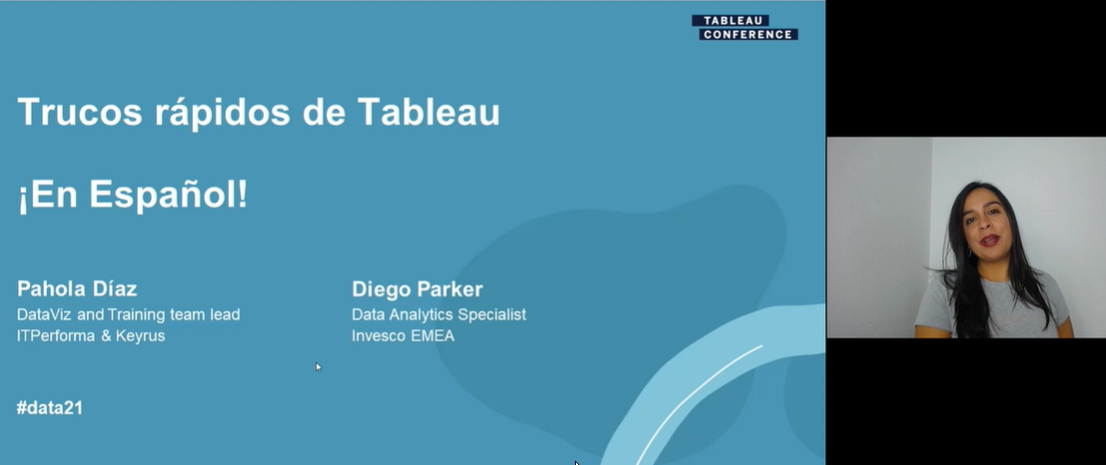 TABLEAU
CONFERENCE
Trucos rápidos de Tableau
¡En Español!
Pahola Díaz
DataViz and Training team lead
ITPerforma & Keyrus
Diego Parker
Data Analytics Specialist
Invesco EMEA
#data21